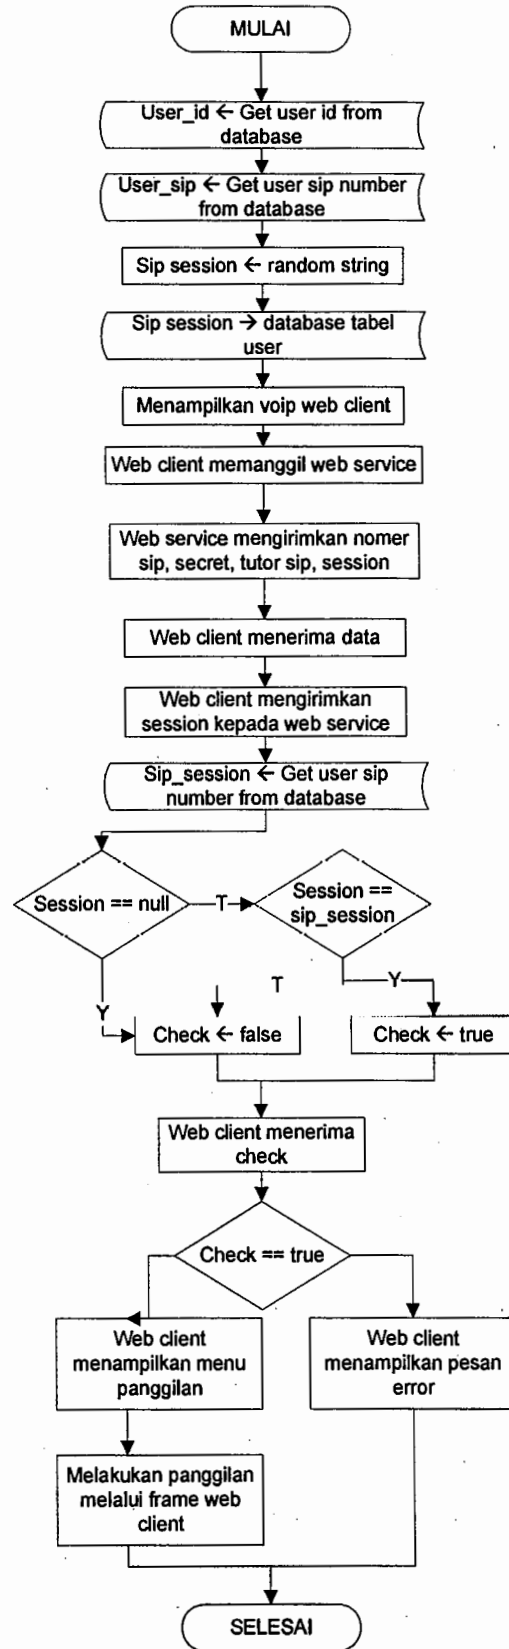 MULAI
User_id ← Get user id from
database
User_sip ← Get user sip number
from database
Sip session ← random string
Sip session → database tabel
user
Menampilkan voip web client
Web client memanggil web service
Web service mengirimkan nomer
sip, secret, tutor sip, session
Web client menerima data
Web client mengirimkan
session kepada web service
Sip_session ← Get user sip
number from database
Session == null
T
Session ==
sip_session
Y
T
Y
Check ← false
Check ← true
Web client menerima
check
Check == true
Web client
menampilkan menu
panggilan
Web client
menampilkan pesan
error
Melakukan panggilan
melalui frame web
client
SELESAI